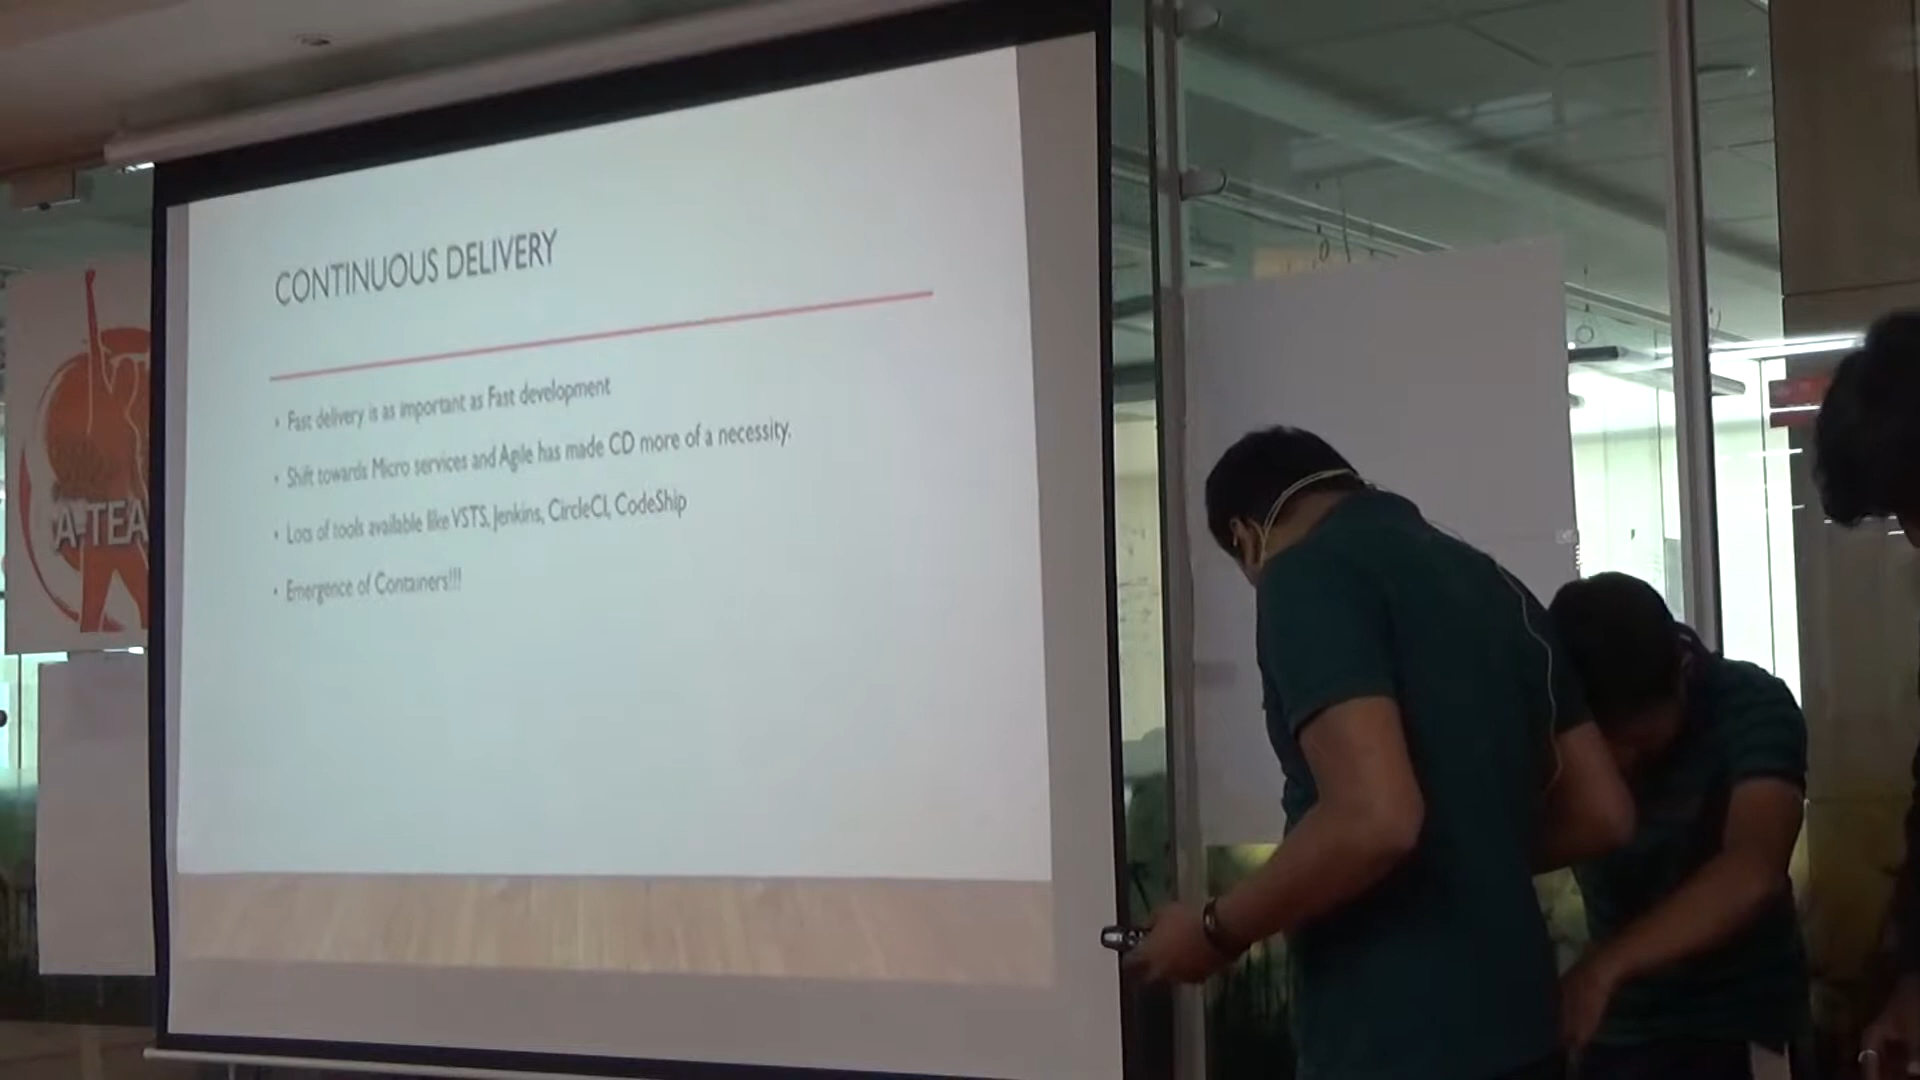 CONTINUOUS DELIVERY
• Fast delivery is as important as Fast development
• Shift towards Micro services and Agile has made CD more of a necessity.
• Lots of tools available like VSTS, Jenkins, CircleCI, CodeShip
• Emergence of Containers!!!
A-TEA